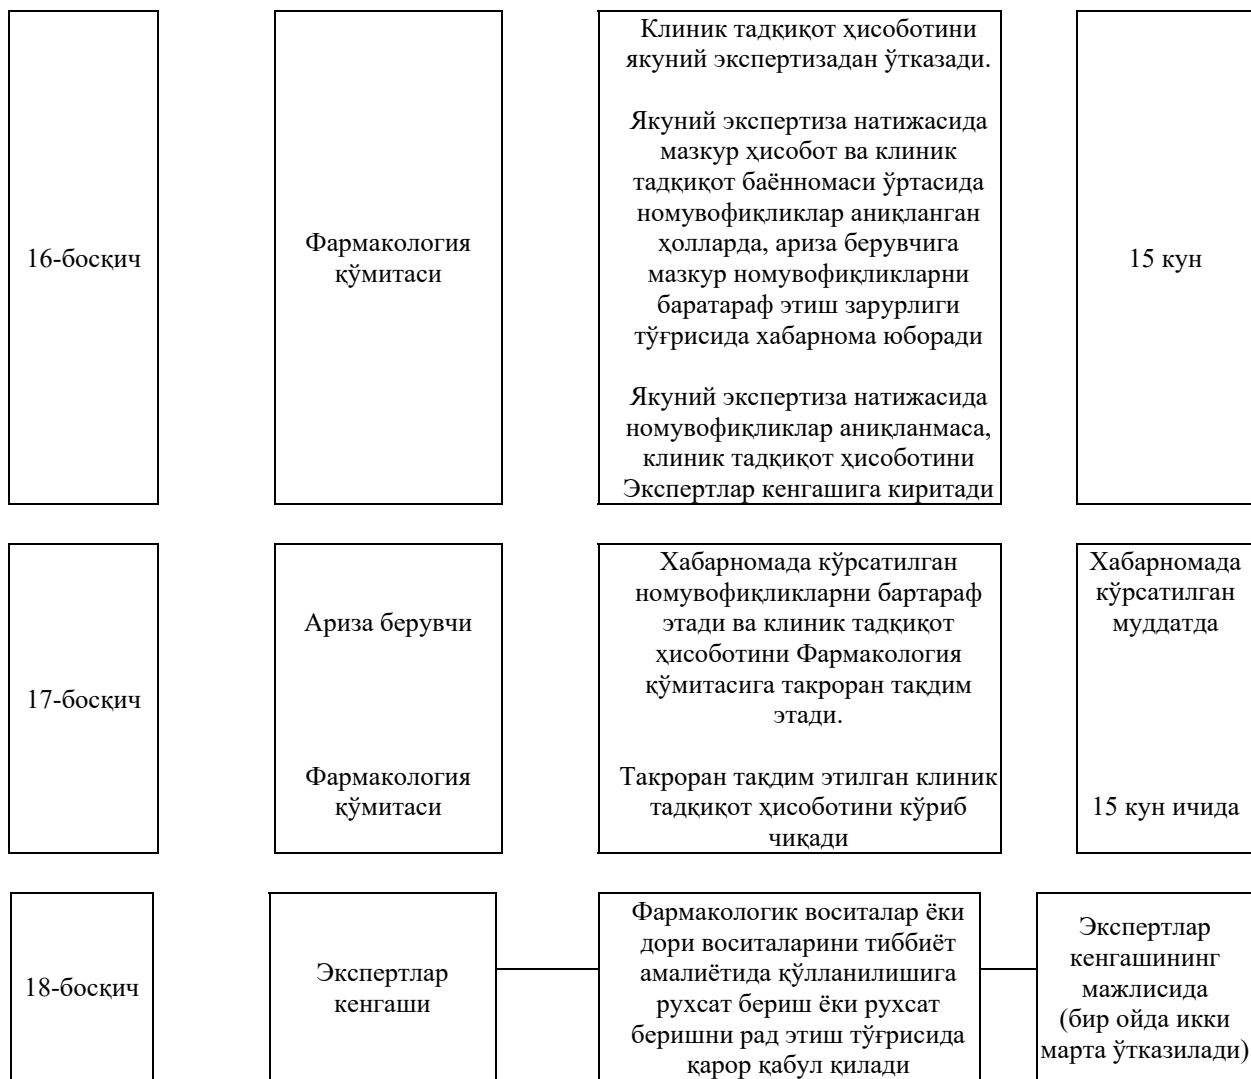 16-босқич
Фармакология
қўмитаси
Клиник тадқиқот ҳисоботини
якуний экспертизадан ўтказади.
Якуний экспертиза натижасида
мазкур ҳисобот ва клиник
тадқиқот баённомаси ўртасида
номувофиқликлар аниқланган
ҳолларда, ариза берувчига
мазкур номувофиқликларни
баратараф этиш зарурлиги
тўғрисида хабарнома юборади
Якуний экспертиза натижасида
номувофиқликлар аниқланмаса,
клиник тадқиқот ҳисоботини
Экспертлар кенгашига киритади
15 кун
17-босқич
Ариза берувчи
Фармакология
қўмитаси
Хабарномада кўрсатилган
номувофиқликларни бартараф
этади ва клиник тадқиқот
ҳисоботини Фармакология
қўмитасига такроран тақдим
этади.
Такроран тақдим этилган клиник
тадқиқот ҳисоботини кўриб
чиқади
Хабарномада
кўрсатилган
муддатда
15 кун ичида
18-босқич
Экспертлар
кенгаши
Фармакологик воситалар ёки
дори воситаларини тиббиёт
амалиётида қўлланилишига
рухсат бериш ёки рухсат
беришни рад этиш тўғрисида
қарор қабул қилади
Экспертлар
кенгашининг
мажлисида
(бир ойда икки
марта ўтказилади)